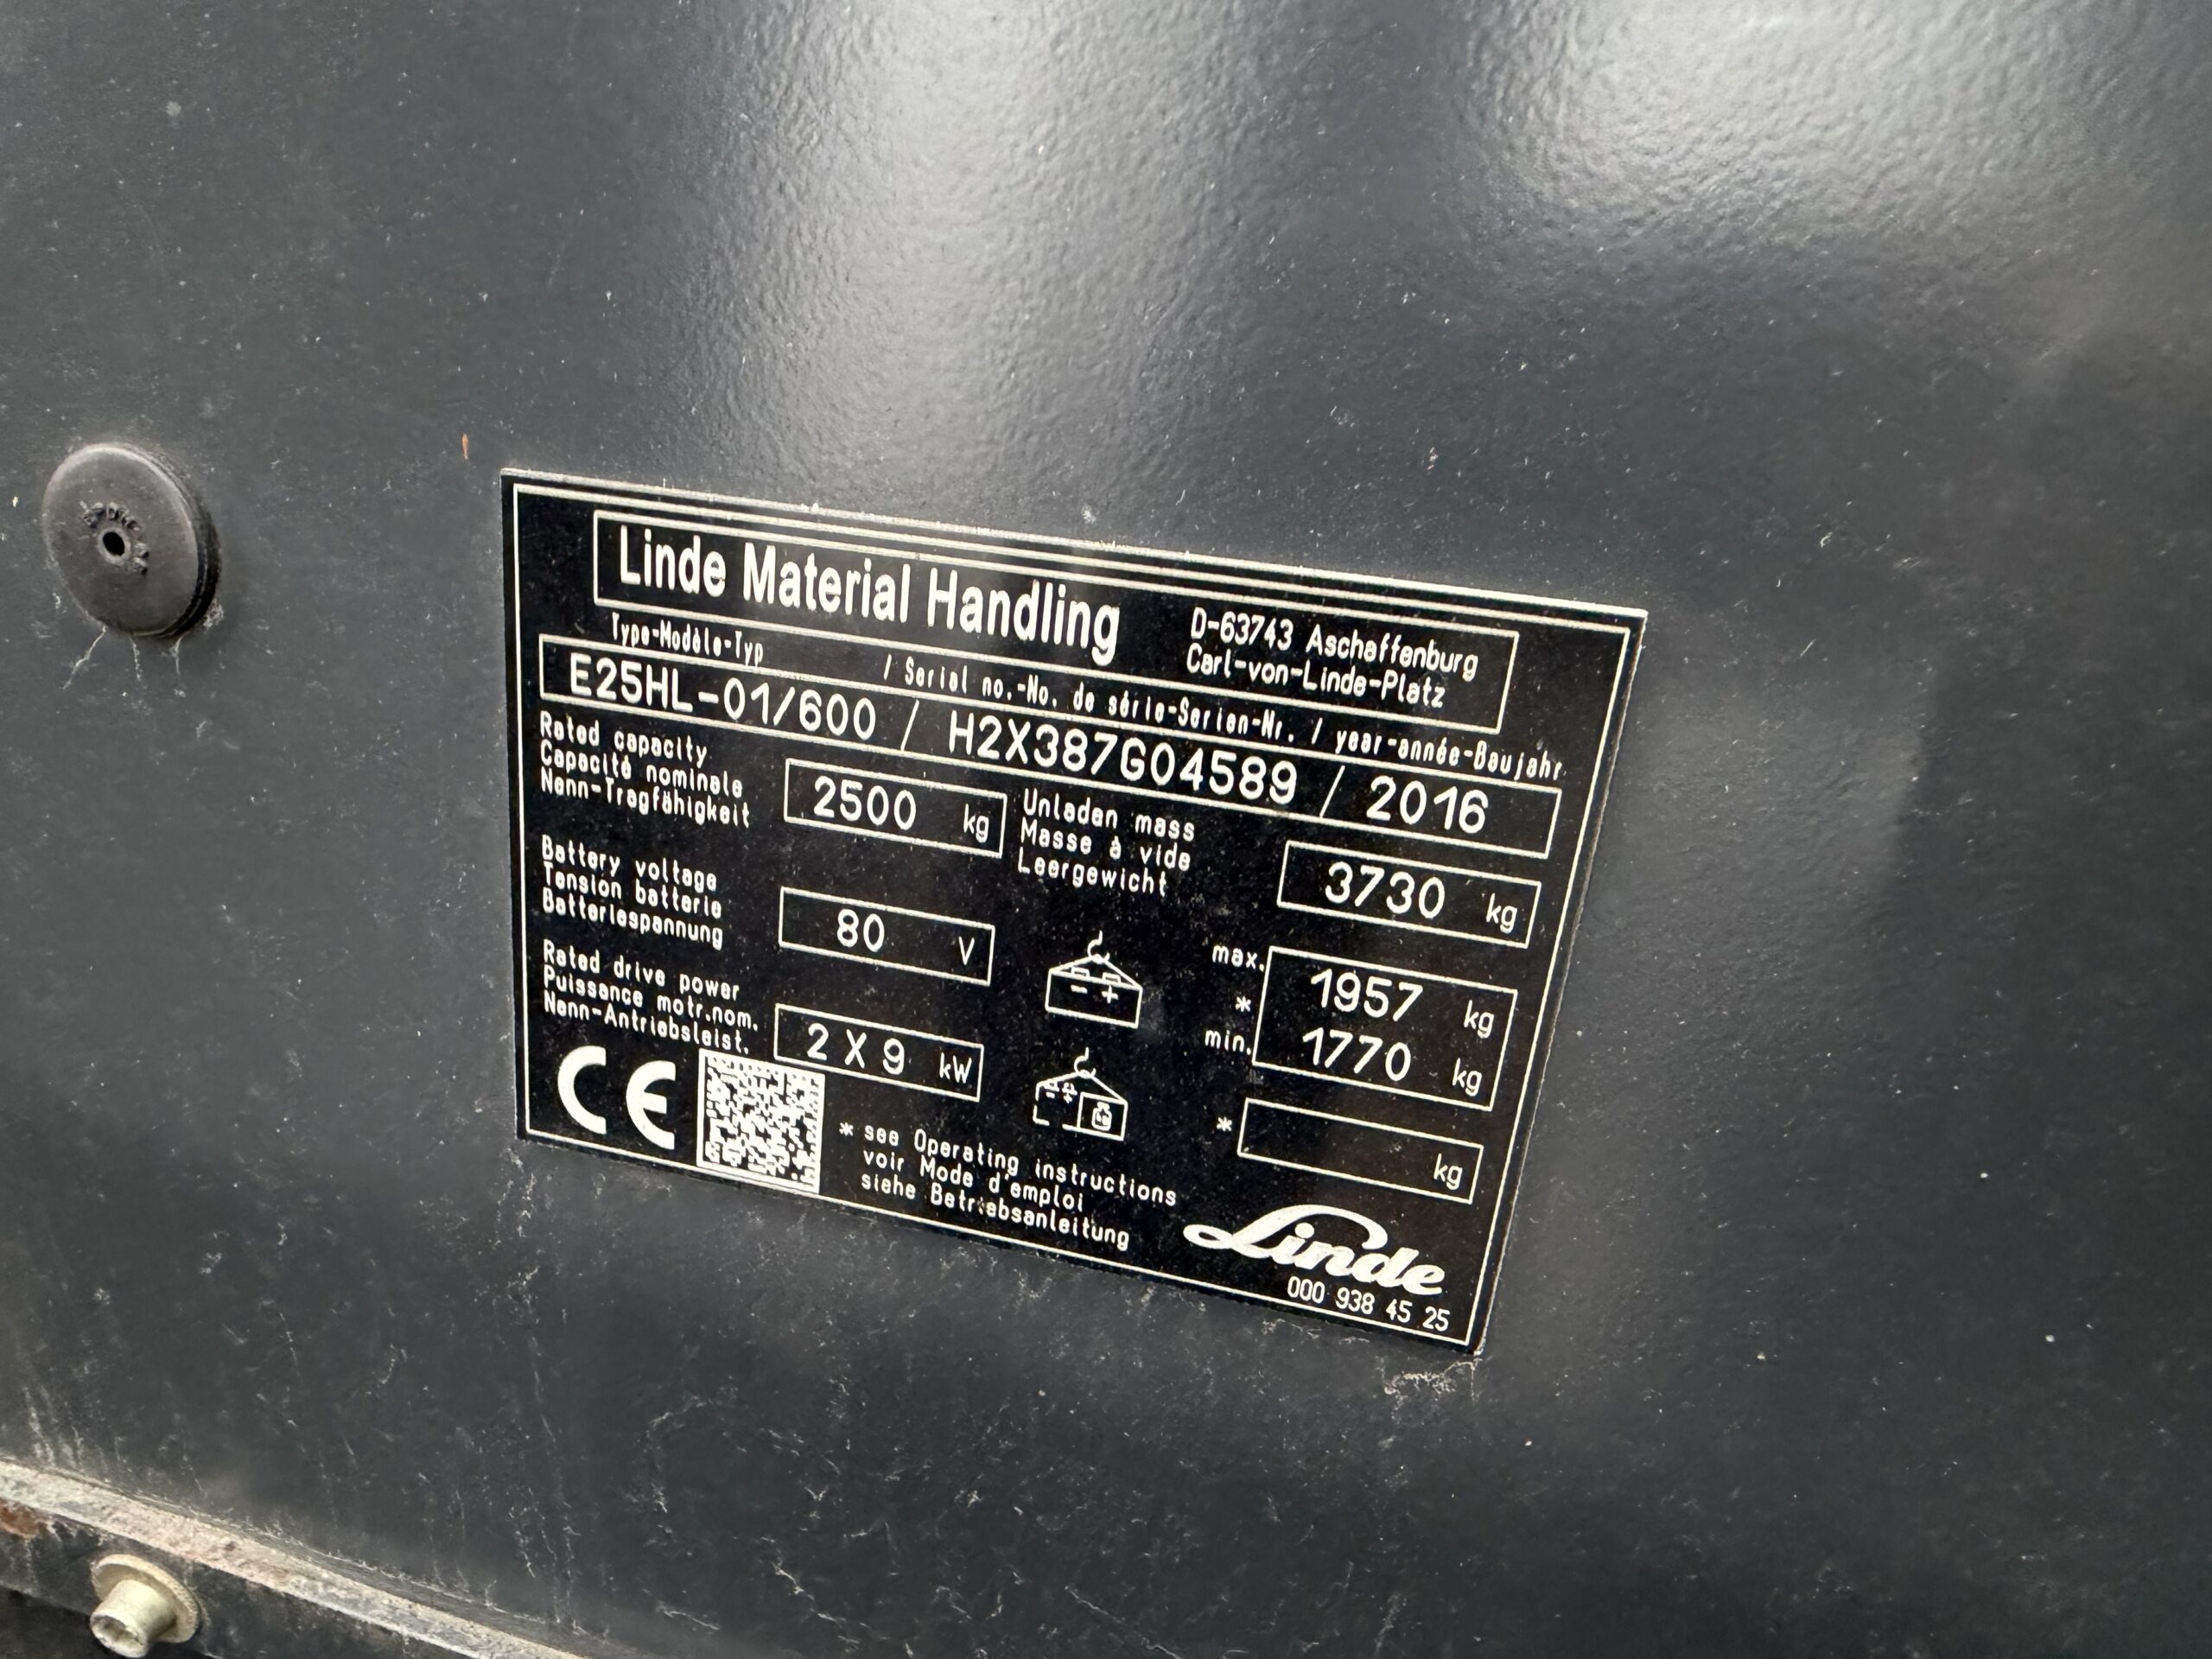 Linde Material Handling
D-63743 Aschaffenburg
Carl-von-Linde-Platz
Type-Modèle-Typ / Serial no.-No. de série-Serien-Nr. / year-année-Baujahr
E25HL-01/600 / H2X387G04589 / 2016
Rated capacity
Capacité nominale
Nenn-Tragfähigkeit
2500 kg
Unladen mass
Masse à vide
Leergewicht
3730 kg
Battery voltage
Tension batterie
Batteriespannung
80 V
max. 1957 kg
*
min. 1770 kg
Rated drive power
Puissance motr.nom.
Nenn-Antriebsleist.
2 X 9 kW
- +
* kg
CE
* see Operating instructions
voir Mode d'emploi
siehe Betriebsanleitung
Linde
000 938 45 25